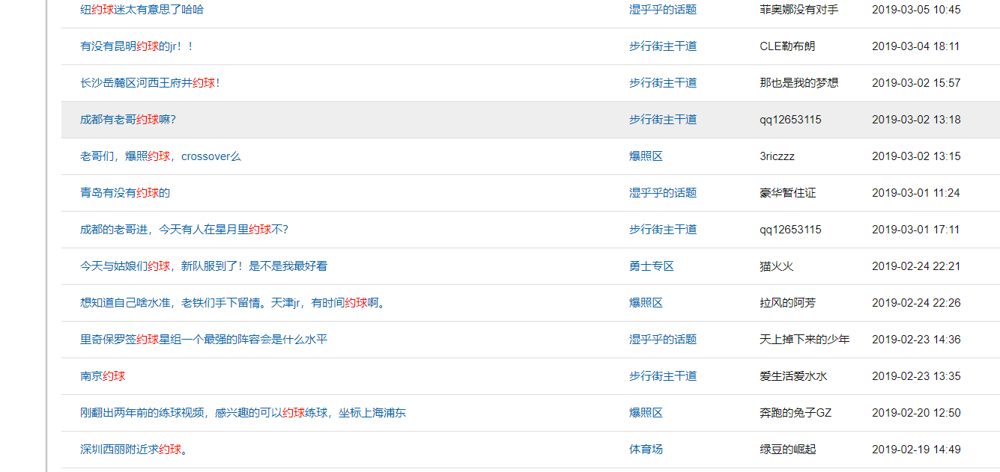 纽约球迷太有意思了哈哈 湿乎乎的话题 菲奥娜没有对手 2019-03-05 10:45
有没有昆明约球的jr！！ 步行街主干道 CLE勒布朗 2019-03-04 18:11
长沙岳麓区河西王府井约球！ 步行街主干道 那也是我的梦想 2019-03-02 15:57
成都有老哥约球嘛？ 步行街主干道 qq12653115 2019-03-02 13:18
老哥们，爆照约球，crossover么 爆照区 3riczzz 2019-03-02 13:15
青岛有没有约球的 湿乎乎的话题 豪华暂住证 2019-03-01 11:24
成都的老哥进，今天有人在星月里约球不？ 步行街主干道 qq12653115 2019-03-01 17:11
今天与姑娘们约球，新队服到了！是不是我最好看 勇士专区 猫火火 2019-02-24 22:21
想知道自己啥水准，老铁们手下留情。天津jr，有时间约球啊。 爆照区 拉风的阿芳 2019-02-24 22:26
里奇保罗签约球星组一个最强的阵容会是什么水平 湿乎乎的话题 天上掉下来的少年 2019-02-23 14:36
南京约球 步行街主干道 爱生活爱水水 2019-02-23 13:35
刚翻出两年前的练球视频，感兴趣的可以约球练球，坐标上海浦东 爆照区 奔跑的兔子GZ 2019-02-20 12:50
深圳西丽附近求约球。 体育场 绿豆的崛起 2019-02-19 14:49